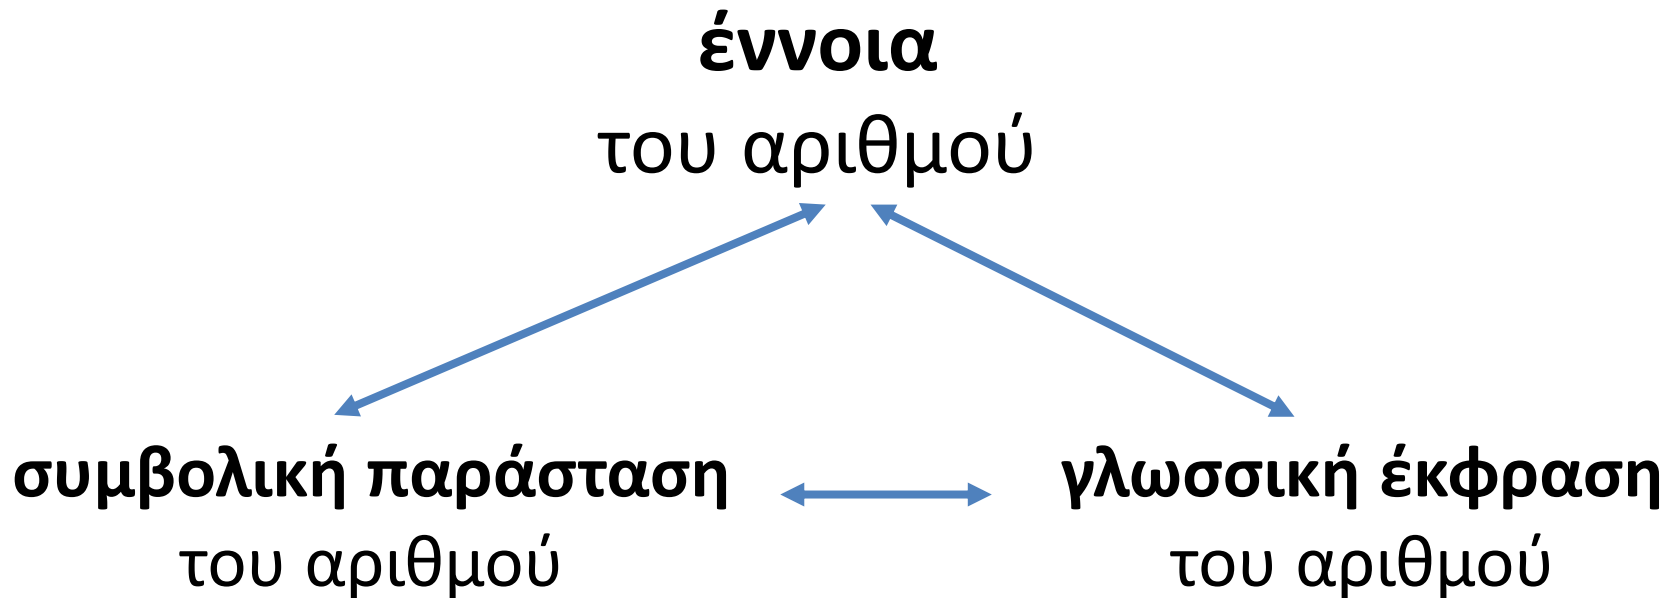 έννοια
του αριθμού
συμβολική παράσταση
του αριθμού
γλωσσική έκφραση
του αριθμού